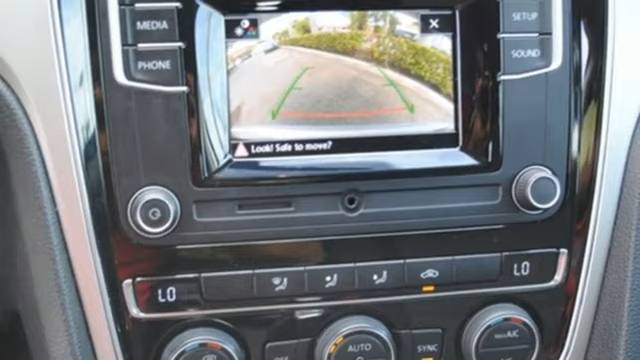 MEDIA
SETUP
PHONE
SOUND
Look! Safe to move?
LO
LO
AUTO
SYNC
A/C